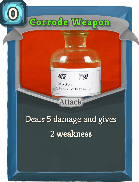 0
Corrode Weapon
Attack
Deals 5 damage and gives
2 weakness